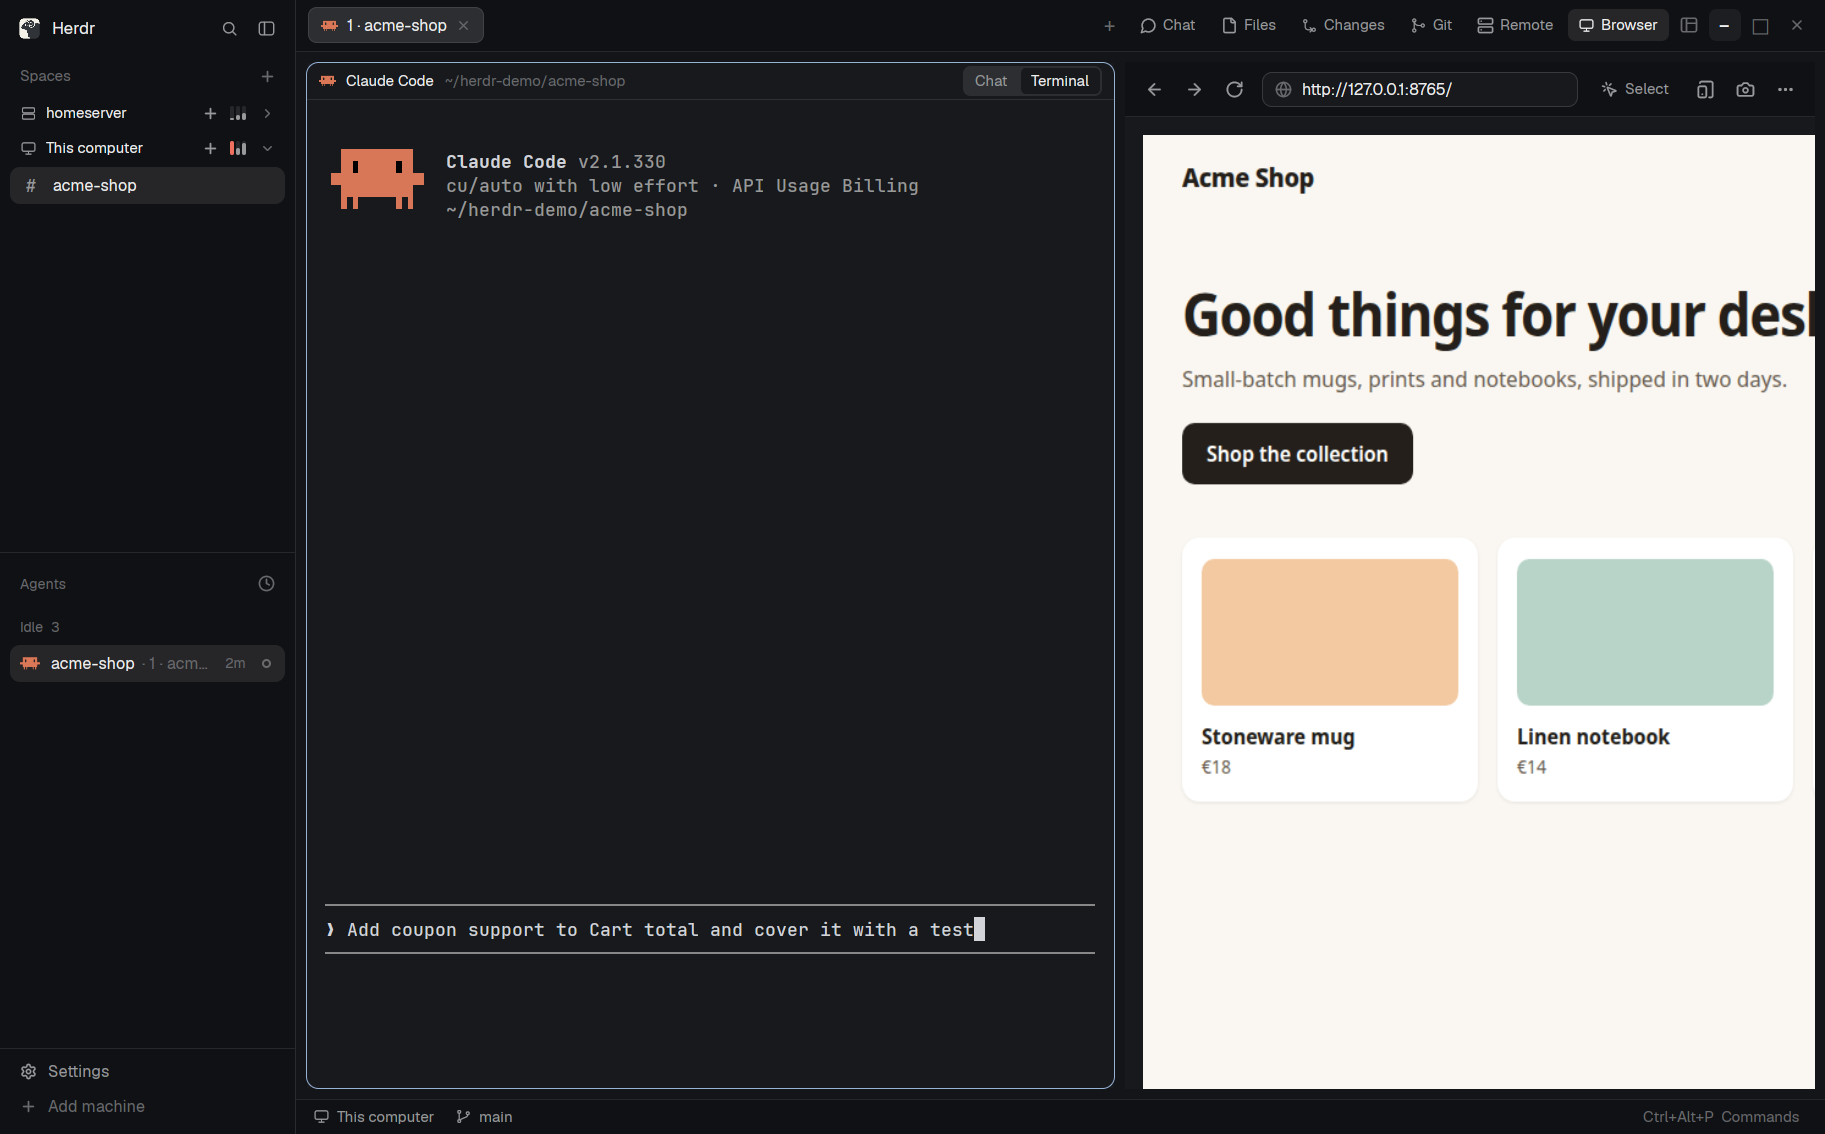 Herdr
Spaces
homeserver
This computer
# acme-shop
Agents
Idle 3
acme-shop · 1 · acm... 2m
Settings
Add machine
1 · acme-shop
Chat Files Changes Git Remote Browser
Claude Code ~/herdr-demo/acme-shop Chat Terminal
Claude Code v2.1.330
cu/auto with low effort · API Usage Billing
~/herdr-demo/acme-shop
❯ Add coupon support to Cart total and cover it with a test
http://127.0.0.1:8765/ Select
Acme Shop
Good things for your desk
Small-batch mugs, prints and notebooks, shipped in two days.
Shop the collection
Stoneware mug
€18
Linen notebook
€14
This computer main
Ctrl+Alt+P Commands